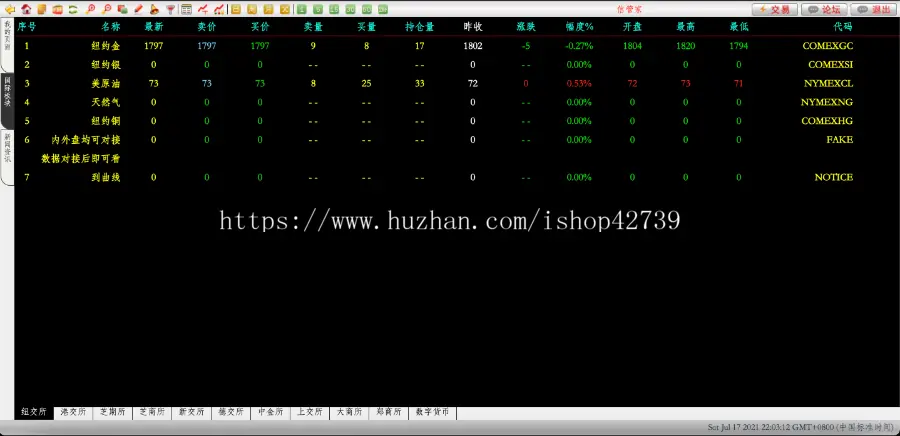 信管家
交易 论坛 退出
我的页面
国际板块
新闻资讯
序号 名称 最新 卖价 买价 卖量 买量 持仓量 昨收 涨跌 幅度% 开盘 最高 最低 代码
1 纽约金 1797 1797 1797 9 8 17 1802 -5 -0.27% 1804 1820 1794 COMEXGC
2 纽约银 0 0 0 -- -- -- 0 -- 0.00% 0 0 0 COMEXSI
3 美原油 73 73 73 8 25 33 72 0 0.53% 72 73 71 NYMEXCL
4 天然气 0 0 0 -- -- -- 0 -- 0.00% 0 0 0 NYMEXNG
5 纽约铜 0 0 0 -- -- -- 0 -- 0.00% 0 0 0 COMEXHG
6 内外盘均可对接 0 0 0 -- -- -- 0 -- 0.00% 0 0 0 FAKE
数据对接后即可看
7 到曲线 0 0 0 -- -- -- 0 -- 0.00% 0 0 0 NOTICE
https://www.huzhan.com/ishop42739
纽交所 港交所 芝期所 芝商所 新交所 德交所 中金所 上交所 大商所 郑商所 数字货币
Sat Jul 17 2021 22:03:12 GMT+0800 (中国标准时间)